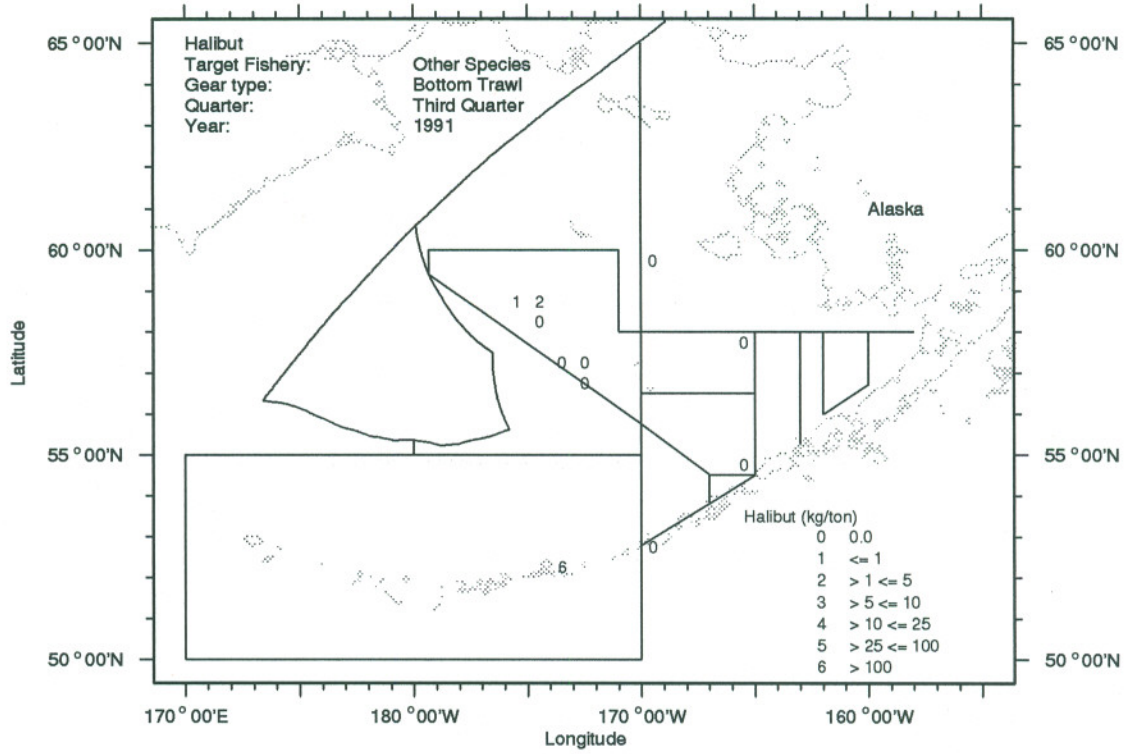 65°00'N
65°00'N
Halibut
Target Fishery: Other Species
Gear type: Bottom Trawl
Quarter: Third Quarter
Year: 1991
Alaska
60°00'N
60°00'N
0
1 2
0
0
0 0
0
Latitude
55°00'N
0
55°00'N
Halibut (kg/ton)
0 0.0
1 <= 1
2 > 1 <= 5
3 > 5 <= 10
4 > 10 <= 25
5 > 25 <= 100
6 > 100
0
6
50°00'N
50°00'N
170°00'E
180°00'W
170°00'W
160°00'W
Longitude